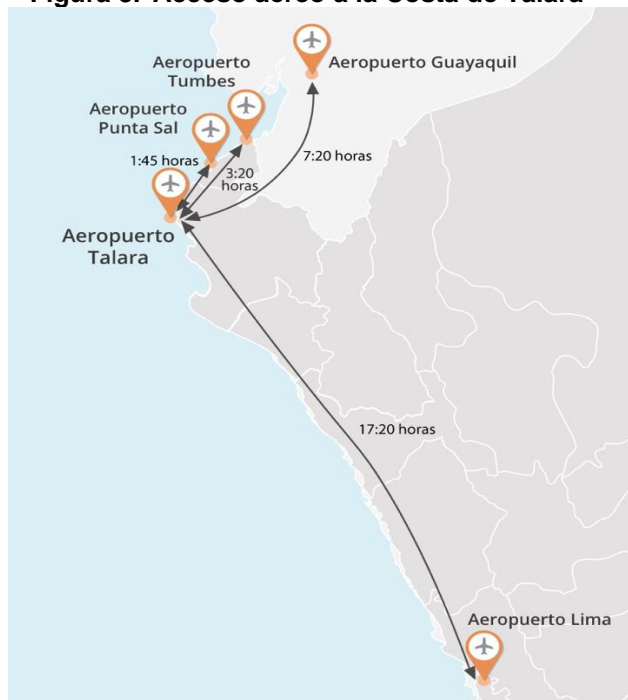 Figura 3. Acceso aéreo a la Costa de Talara
Aeropuerto
Tumbes
Aeropuerto Guayaquil
Aeropuerto
Punta Sal
1:45 horas
3:20
horas
7:20 horas
Aeropuerto
Talara
17:20 horas
Aeropuerto Lima